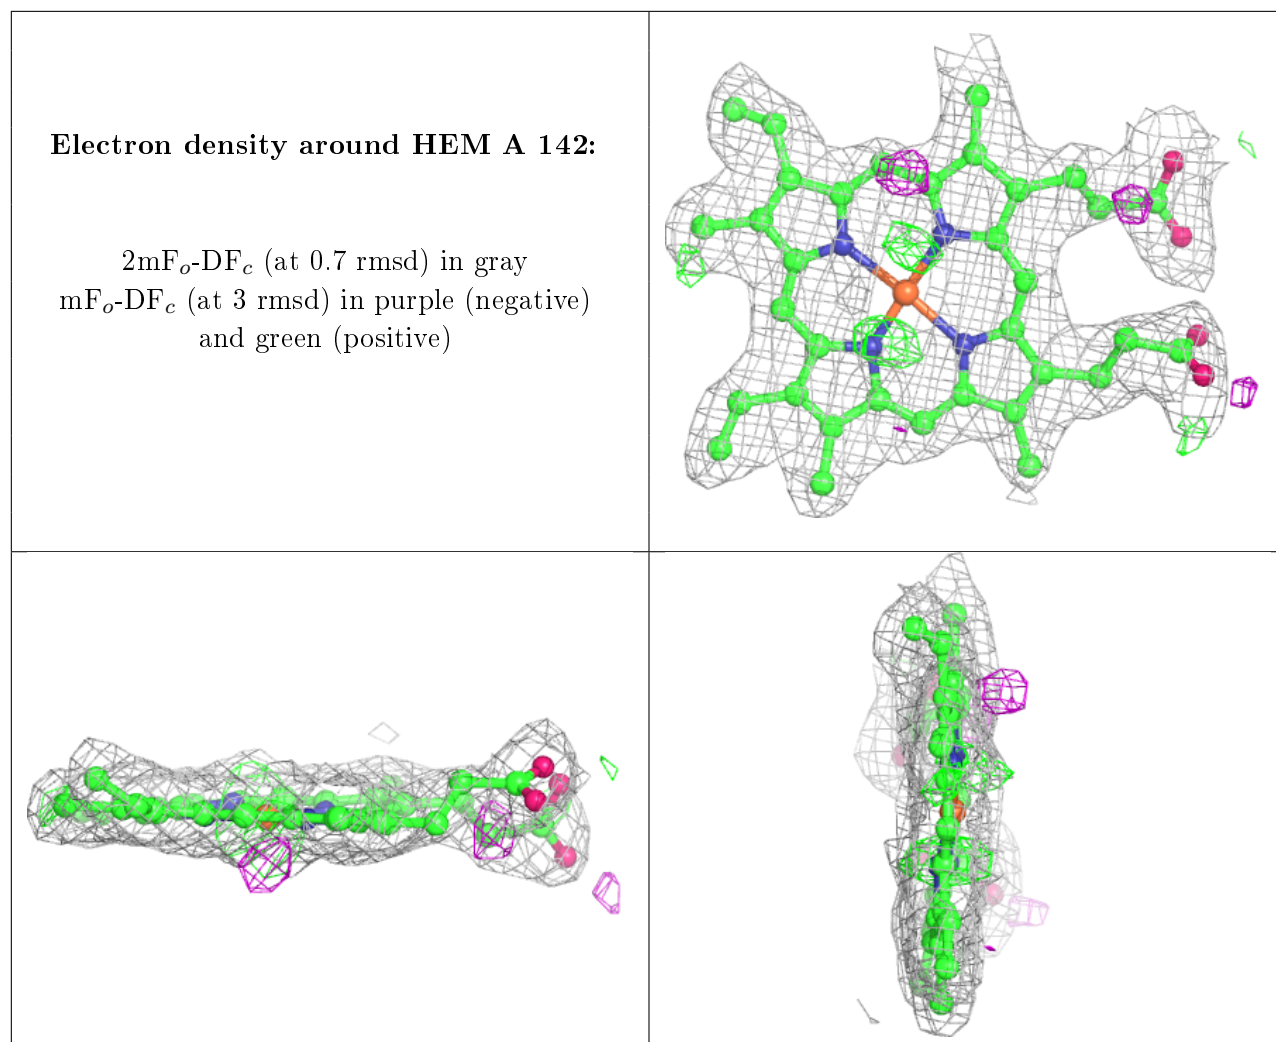 Electron density around HEM A 142:
2mFo-DFc (at 0.7 rmsd) in gray
mFo-DFc (at 3 rmsd) in purple (negative)
and green (positive)